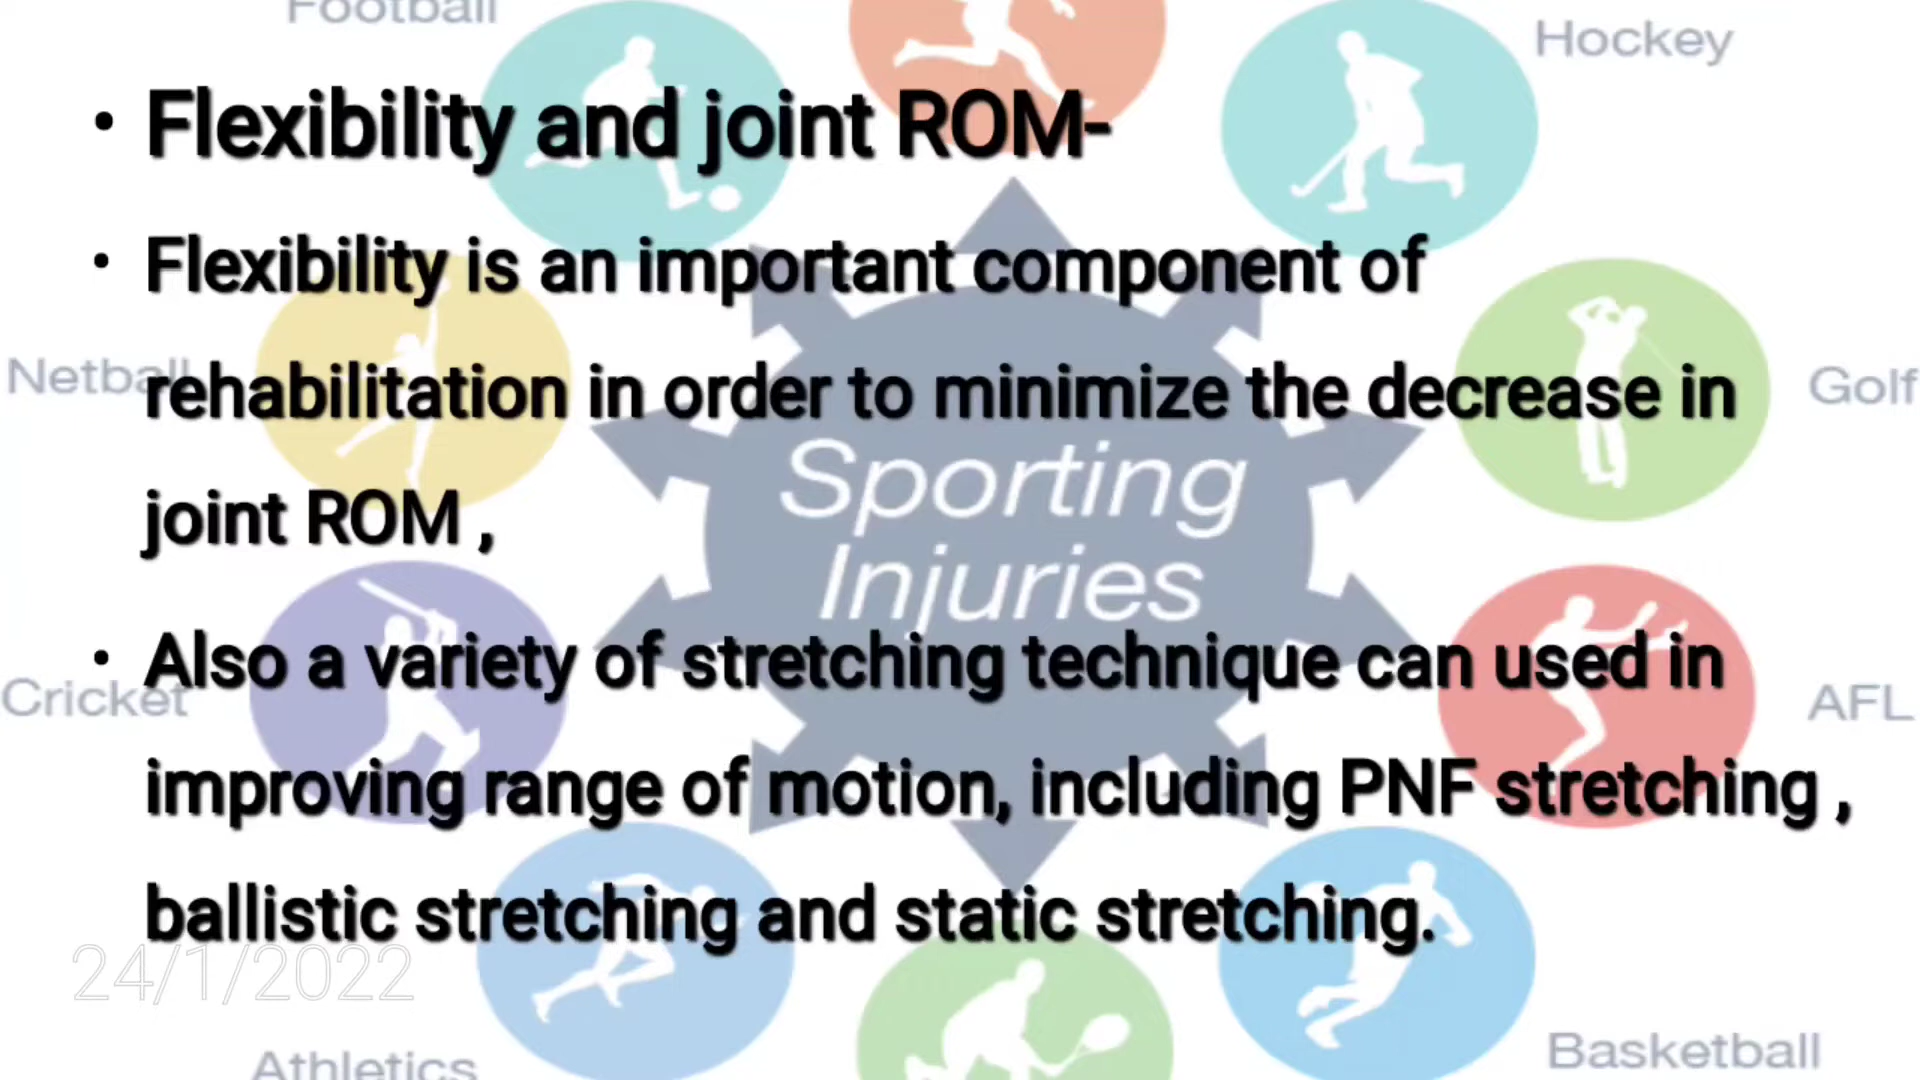 Football
Hockey
• Flexibility and joint ROM-
• Flexibility is an important component of
rehabilitation in order to minimize the decrease in
joint ROM ,
Netball
Golf
Sporting
Injuries
• Also a variety of stretching technique can used in
improving range of motion, including PNF stretching ,
ballistic stretching and static stretching.
Cricket
AFL
24/1/2022
Athletics
Basketball